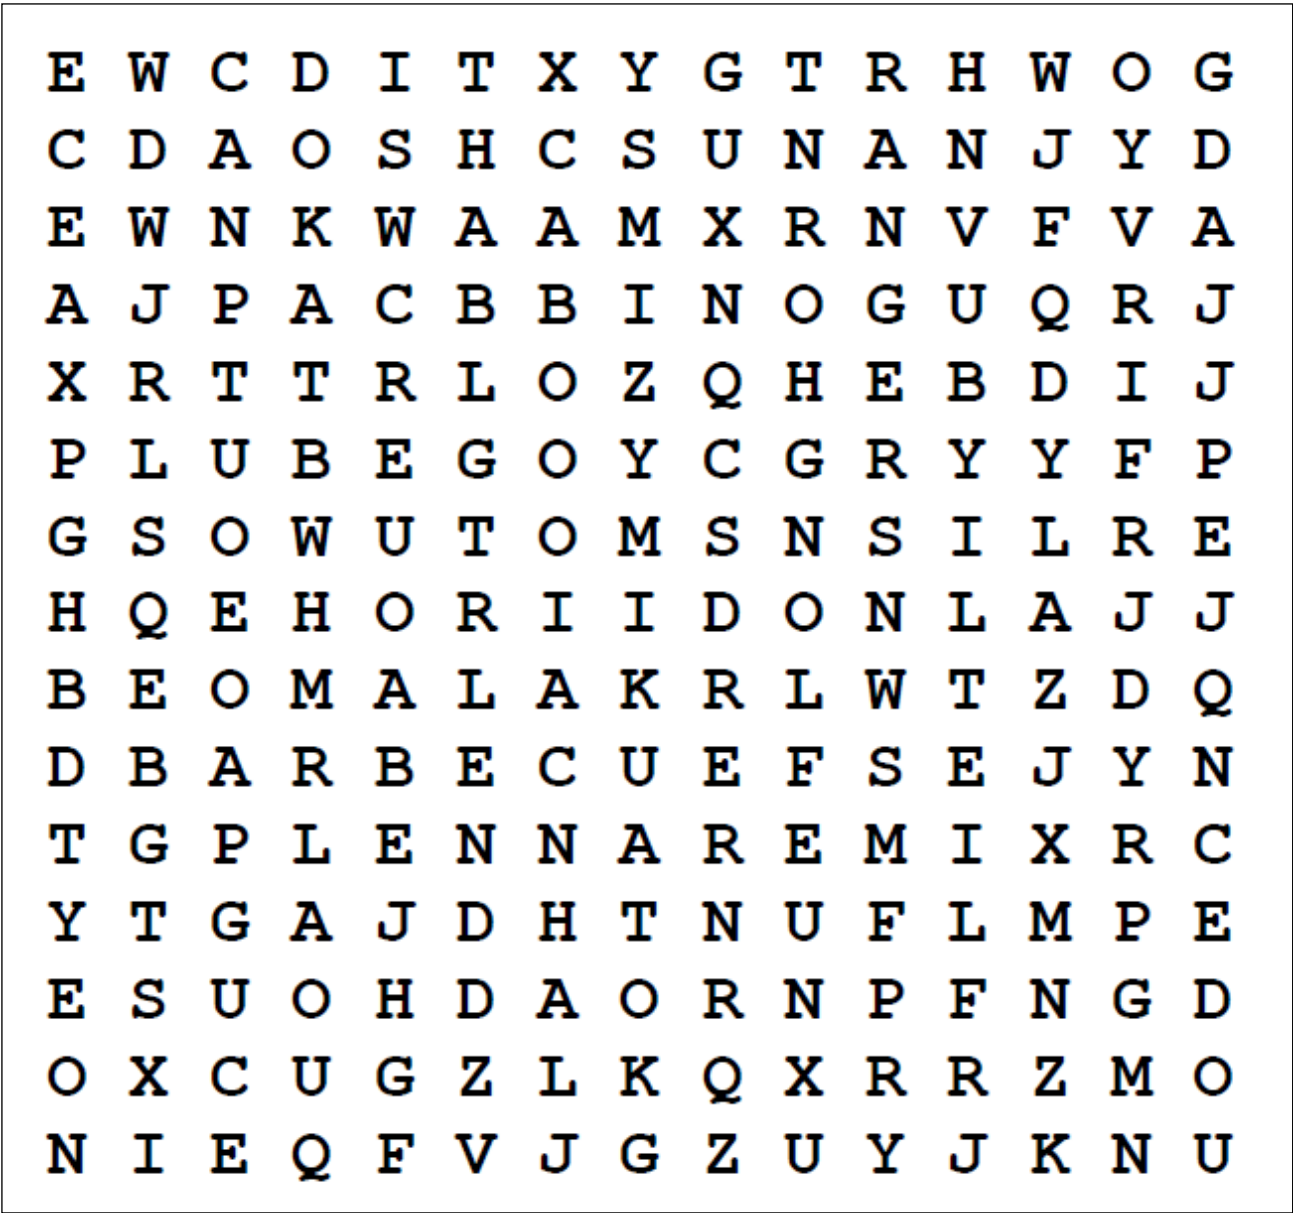 E W C D I T X Y G T R H W O G
C D A O S H C S U N A N J Y D
E W N K W A A M X R N V F V A
A J P A C B B I N O G U Q R J
X R T T R L O Z Q H E B D I J
P L U B E G O Y C G R Y Y F P
G S O W U T O M S N S I L R E
H Q E H O R I I D O N L A J J
B E O M A L A K R L W T Z D Q
D B A R B E C U E F S E J Y N
T G P L E N N A R E M I X R C
Y T G A J D H T N U F L M P E
E S U O H D A O R N P F N G D
O X C U G Z L K Q X R R Z M O
N I E Q F V J G Z U Y J K N U